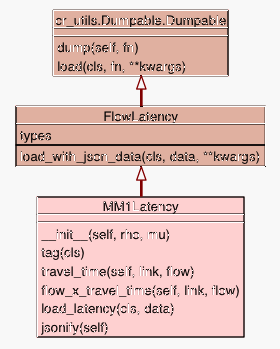 cr_utils.Dumpable.Dumpable
dump(self, fn)
load(cls, fn, **kwargs)
FlowLatency
types
load_with_json_data(cls, data, **kwargs)
MM1Latency
__init__(self, rho, mu)
tag(cls)
travel_time(self, link, flow)
flow_x_travel_time(self, link, flow)
load_latency(cls, data)
jsonify(self)